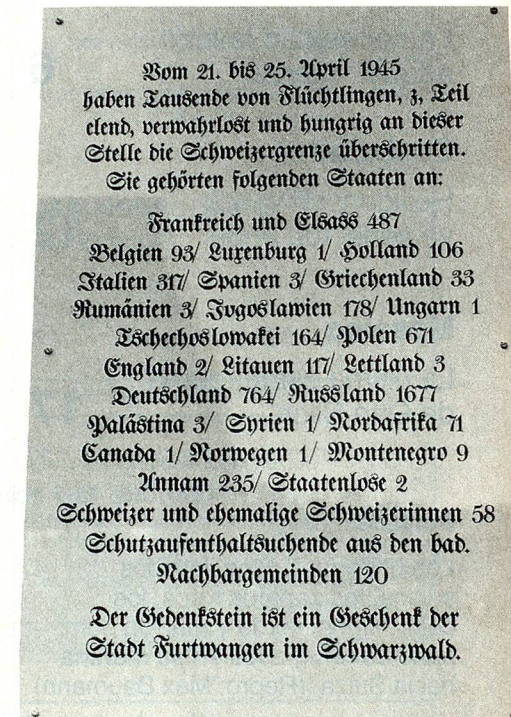 Vom 21. bis 25. April 1945
haben Tausende von Flüchtlingen, z, Teil
elend, verwahrlost und hungrig an dieser
Stelle die Schweizergrenze überschritten.
Sie gehörten folgenden Staaten an:
Frankreich und Elsass 487
Belgien 93/ Luxenburg 1/ Holland 106
Italien 317/ Spanien 3/ Griechenland 33
Rumänien 3/ Jugoslawien 178/ Ungarn 1
Tschechoslowakei 164/ Polen 671
England 2/ Litauen 117/ Lettland 3
Deutschland 764/ Russland 1677
Palästina 3/ Syrien 1/ Nordafrika 71
Canada 1/ Norwegen 1/ Montenegro 9
Annam 235/ Staatenlose 2
Schweizer und ehemalige Schweizerinnen 58
Schutzaufenthaltsuchende aus den bad.
Nachbargemeinden 120
Der Gedenkstein ist ein Geschenk der
Stadt Furtwangen im Schwarzwald.